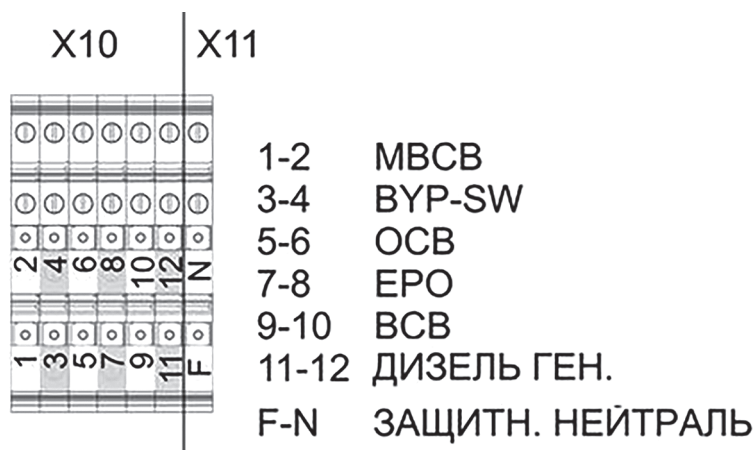 X10 X11
1-2 MBCB
3-4 BYP-SW
5-6 OCB
7-8 EPO
9-10 BCB
11-12 ДИЗЕЛЬ ГЕН.
F-N ЗАЩИТН. НЕЙТРАЛЬ
2 4 6 8 10 12 N
1 3 5 7 9 11 F